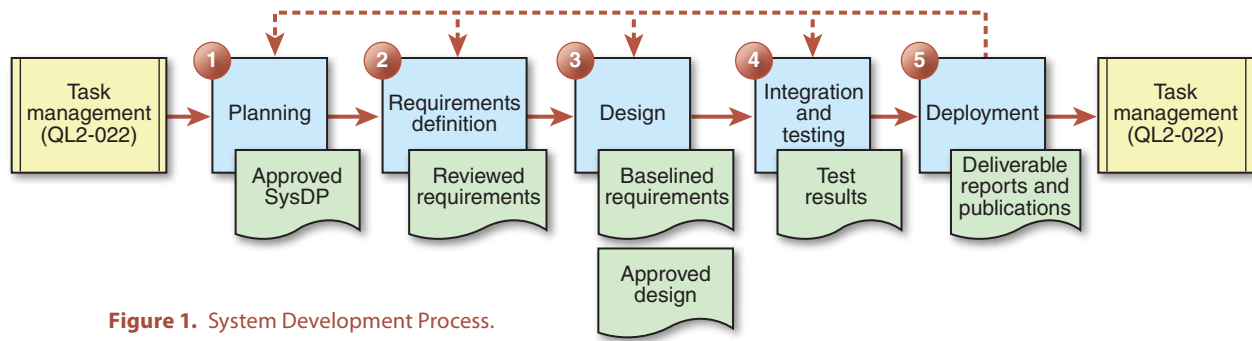 1
2
3
4
5
Task
management
(QL2-022)
Planning
Requirements
definition
Design
Integration
and
testing
Deployment
Task
management
(QL2-022)
Approved
SysDP
Reviewed
requirements
Baselined
requirements
Test
results
Deliverable
reports and
publications
Approved
design
Figure 1. System Development Process.